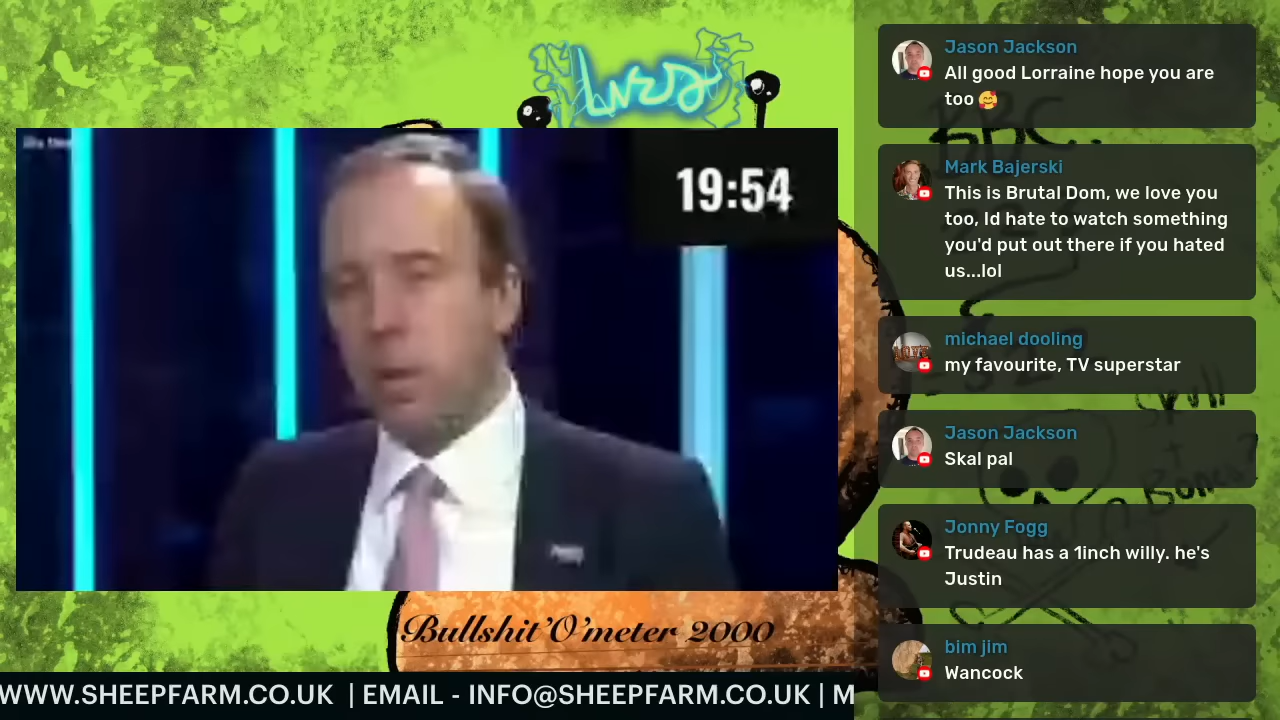 19:54
Bullshit'O'meter 2000
WWW.SHEEPFARM.CO.UK | EMAIL - INFO@SHEEPFARM.CO.UK | M
Jason Jackson
All good Lorraine hope you are
too 🥰
Mark Bajerski
This is Brutal Dom, we love you
too, Id hate to watch something
you'd put out there if you hated
us...lol
michael dooling
my favourite, TV superstar
Jason Jackson
Skal pal
Jonny Fogg
Trudeau has a 1inch willy. he's
Justin
bim jim
Wancock
BBC.
Skull
+
Bones?